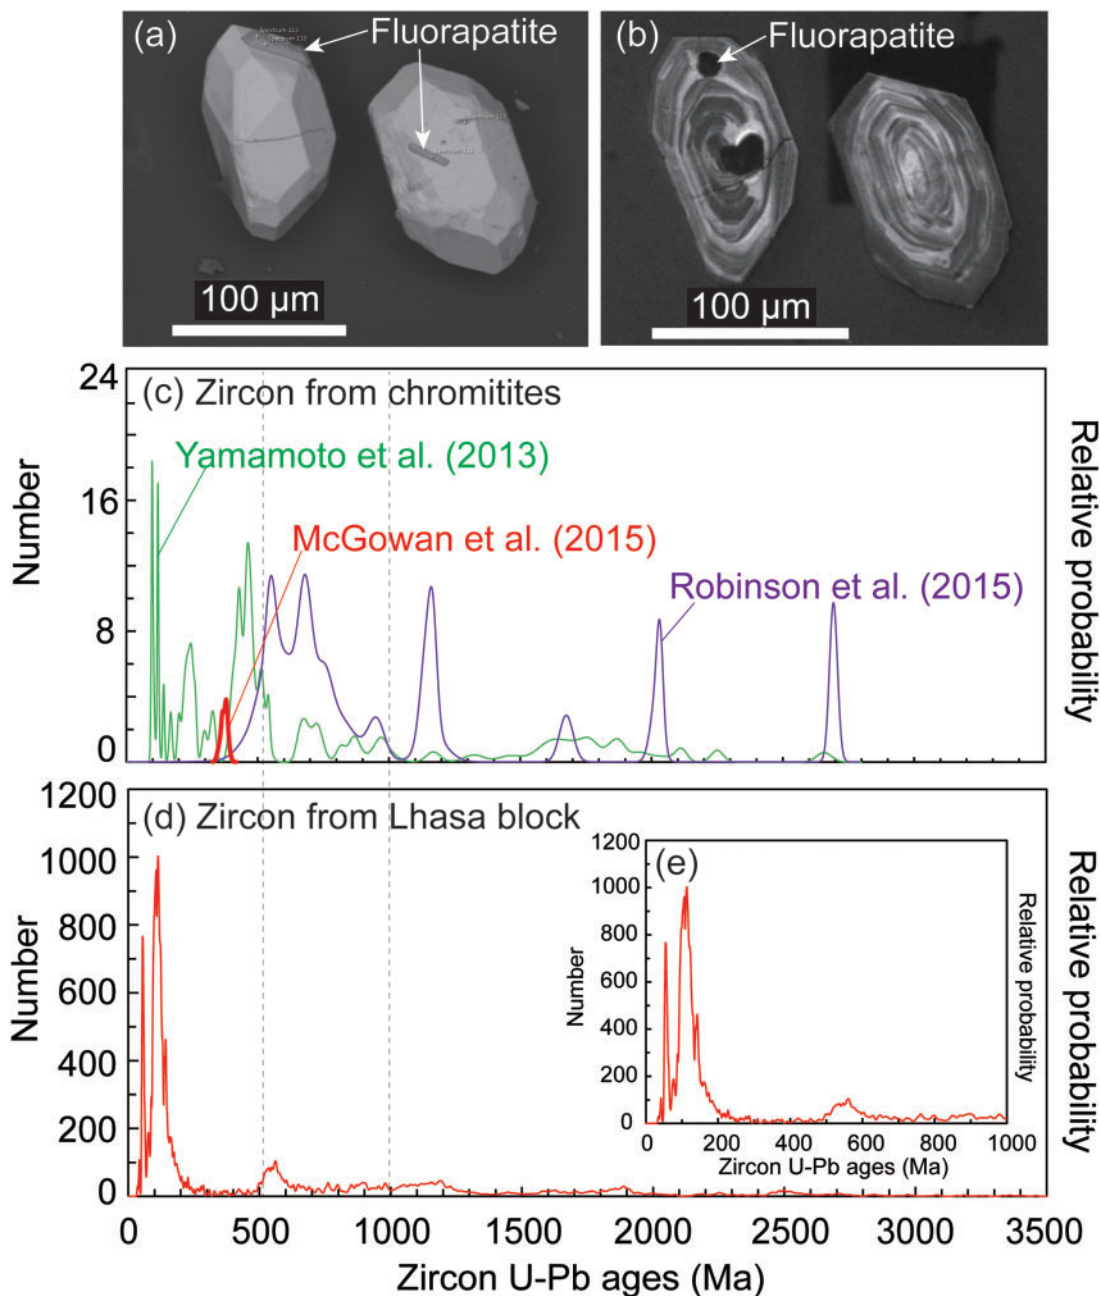 (a)
Fluorapatite
Spectrum 113
100 µm
(b)
Fluorapatite
100 µm
(c) Zircon from chromitites
Yamamoto et al. (2013)
McGowan et al. (2015)
Robinson et al. (2015)
24
16
8
0
Number
Relative probability
(d) Zircon from Lhasa block
1200
1000
800
600
400
200
0
Number
Relative probability
(e)
1200
1000
800
600
400
200
0
Number
Relative probability
0 200 400 600 800 1000
Zircon U-Pb ages (Ma)
0 500 1000 1500 2000 2500 3000 3500
Zircon U-Pb ages (Ma)